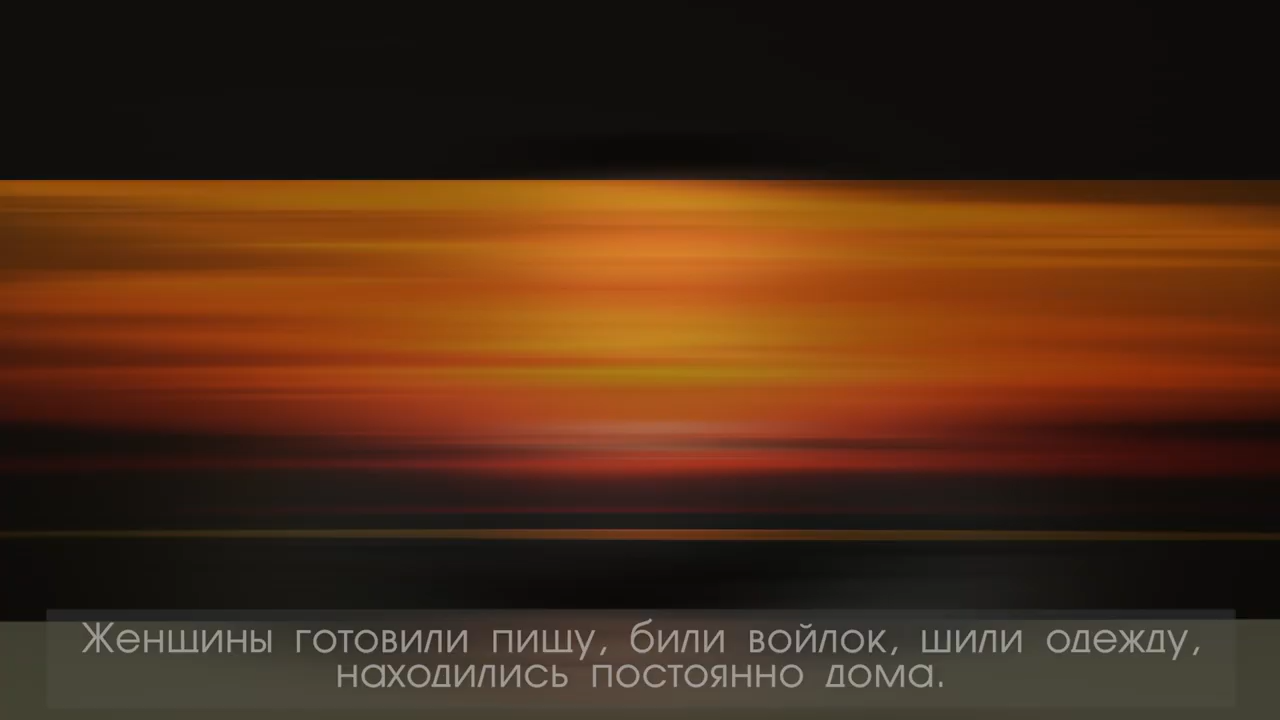 Женщины готовили пищу, били войлок, шили одежду,
находились постоянно дома.